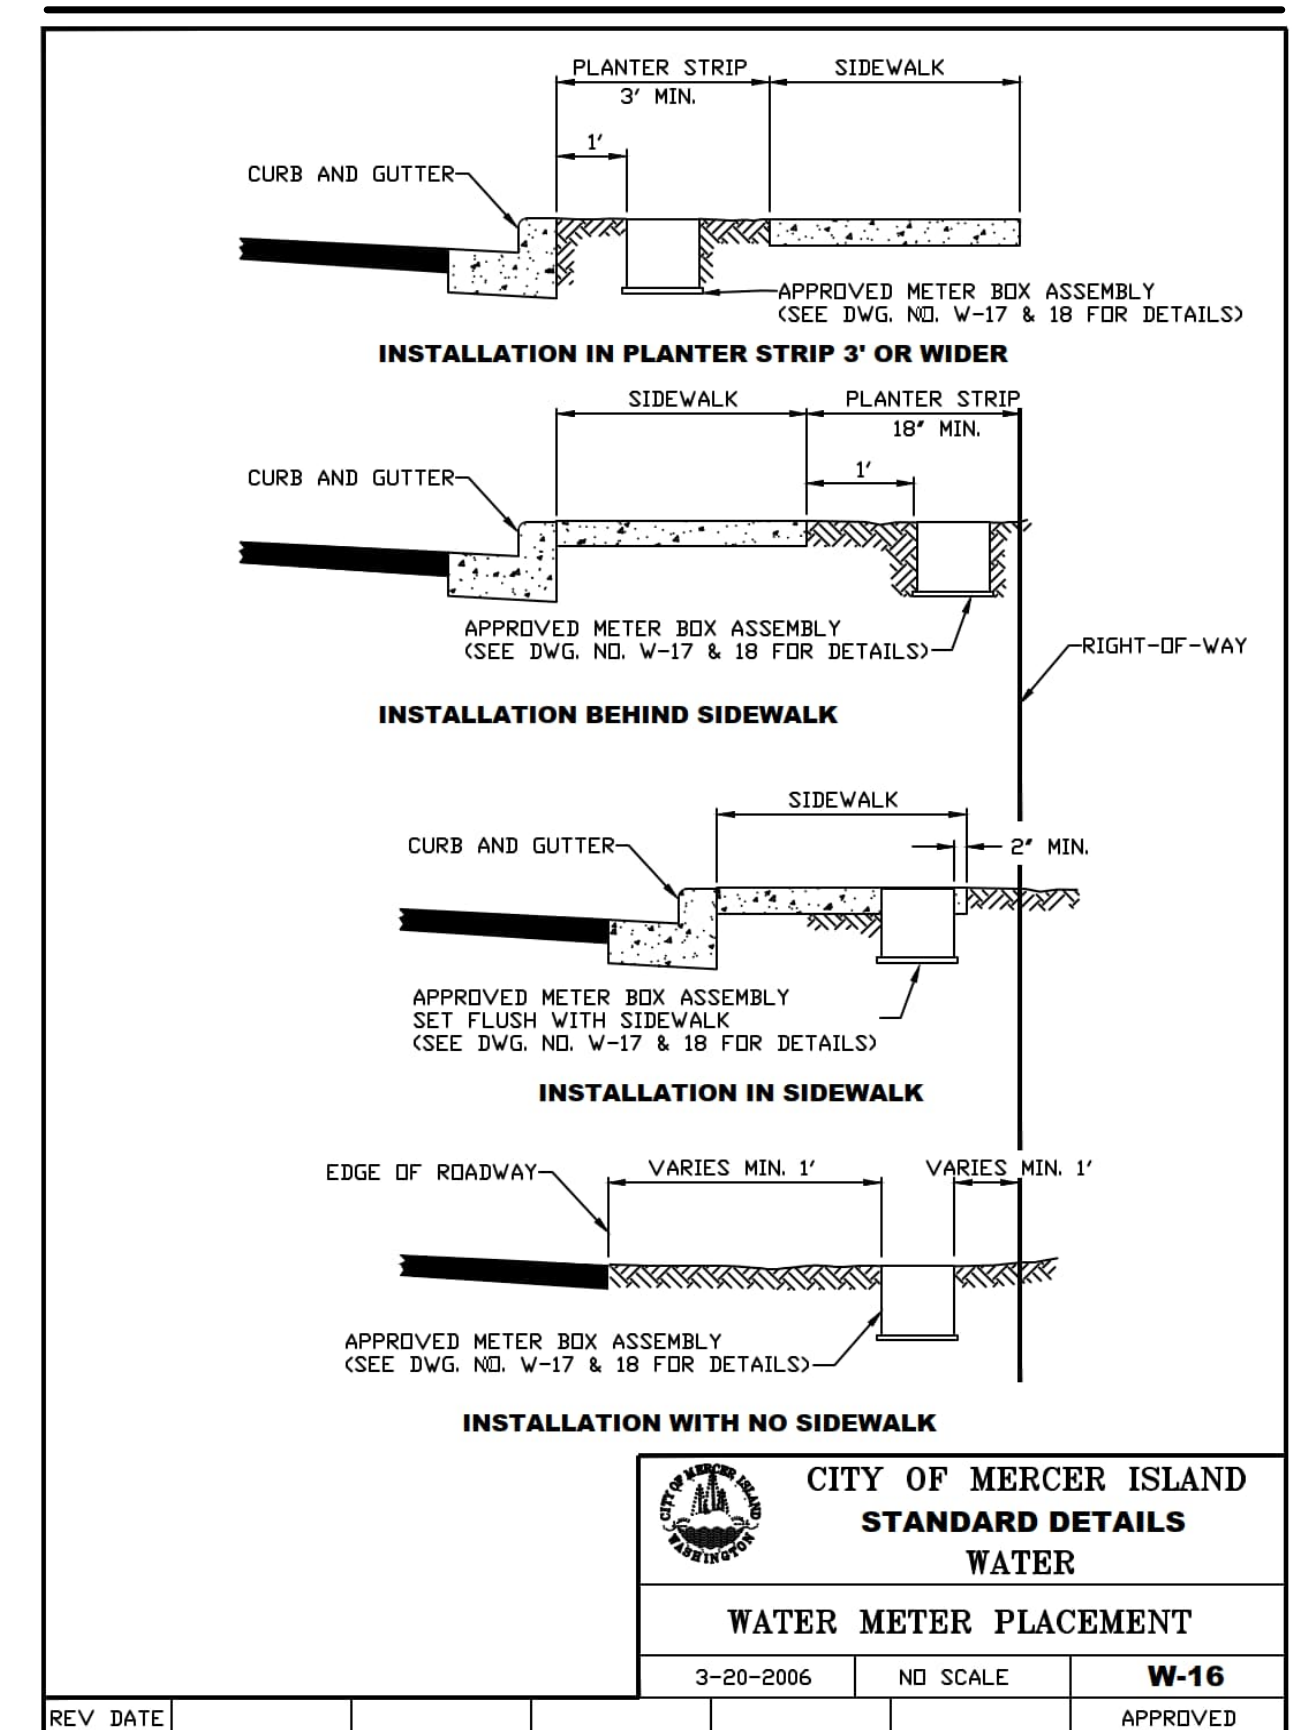 PLANTER STRIP
SIDEWALK
3' MIN.
1'
CURB AND GUTTER
APPROVED METER BOX ASSEMBLY
(SEE DWG. NO. W-17 & 18 FOR DETAILS)
INSTALLATION IN PLANTER STRIP 3' OR WIDER
SIDEWALK
PLANTER STRIP
18" MIN.
1'
CURB AND GUTTER
APPROVED METER BOX ASSEMBLY
(SEE DWG. NO. W-17 & 18 FOR DETAILS)
RIGHT-OF-WAY
INSTALLATION BEHIND SIDEWALK
SIDEWALK
CURB AND GUTTER
2" MIN.
APPROVED METER BOX ASSEMBLY
SET FLUSH WITH SIDEWALK
(SEE DWG. NO. W-17 & 18 FOR DETAILS)
INSTALLATION IN SIDEWALK
EDGE OF ROADWAY
VARIES MIN. 1'
VARIES MIN. 1'
APPROVED METER BOX ASSEMBLY
(SEE DWG. NO. W-17 & 18 FOR DETAILS)
INSTALLATION WITH NO SIDEWALK
CITY OF MERCER ISLAND
WASHINGTON
CITY OF MERCER ISLAND
STANDARD DETAILS
WATER
WATER METER PLACEMENT
3-20-2006
NO SCALE
W-16
REV DATE
APPROVED